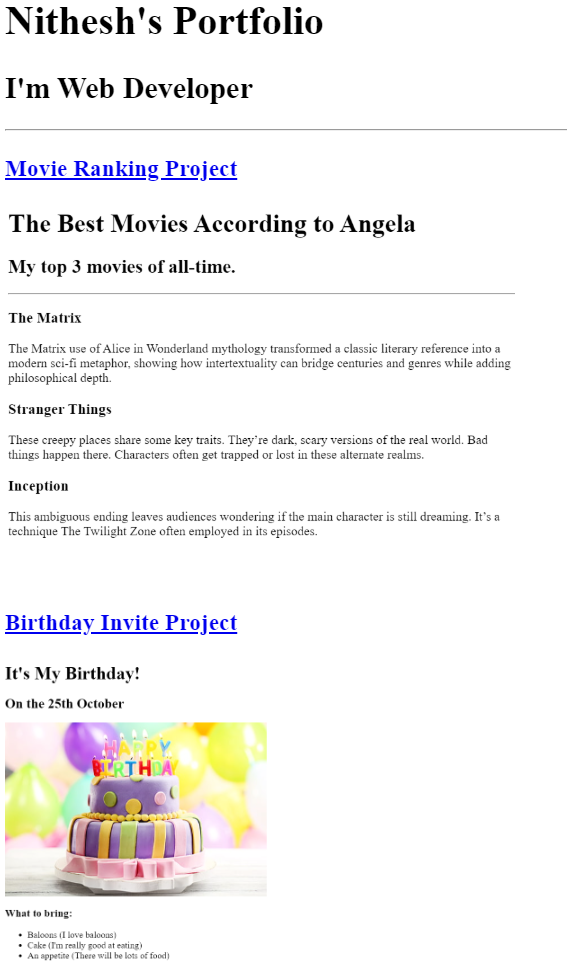 Nithesh's Portfolio
I'm Web Developer
Movie Ranking Project
The Best Movies According to Angela
My top 3 movies of all-time.
The Matrix
The Matrix use of Alice in Wonderland mythology transformed a classic literary reference into a
modern sci-fi metaphor, showing how intertextuality can bridge centuries and genres while adding
philosophical depth.
Stranger Things
These creepy places share some key traits. They’re dark, scary versions of the real world. Bad
things happen there. Characters often get trapped or lost in these alternate realms.
Inception
This ambiguous ending leaves audiences wondering if the main character is still dreaming. It’s a
technique The Twilight Zone often employed in its episodes.
Birthday Invite Project
It's My Birthday!
On the 25th October
HAPPY
BIRTHDAY
What to bring:
• Baloons (I love baloons)
• Cake (I'm really good at eating)
• An appetite (There will be lots of food)